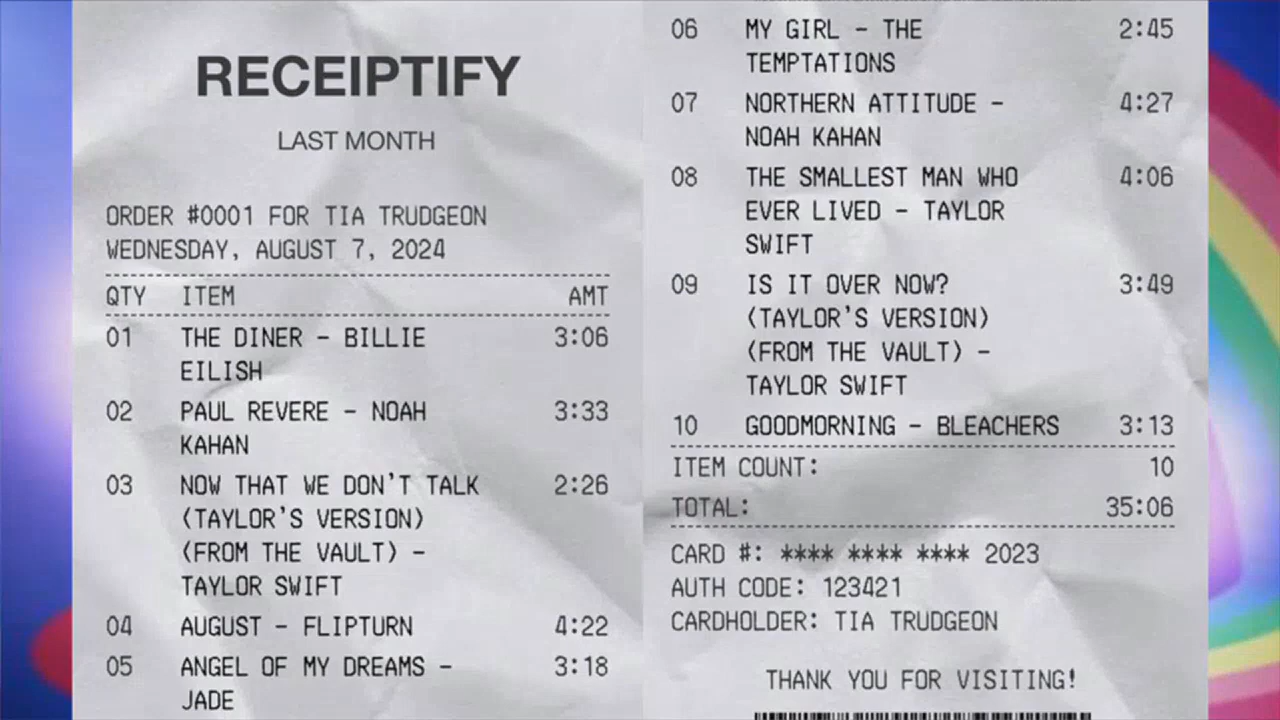 RECEIPTIFY
LAST MONTH
ORDER #0001 FOR TIA TRUDGEON
WEDNESDAY, AUGUST 7, 2024
QTY ITEM AMT
01 THE DINER - BILLIE 3:06
EILISH
02 PAUL REVERE - NOAH 3:33
KAHAN
03 NOW THAT WE DON'T TALK 2:26
(TAYLOR'S VERSION)
(FROM THE VAULT) -
TAYLOR SWIFT
04 AUGUST - FLIPTURN 4:22
05 ANGEL OF MY DREAMS - 3:18
JADE
06 MY GIRL - THE 2:45
TEMPTATIONS
07 NORTHERN ATTITUDE - 4:27
NOAH KAHAN
08 THE SMALLEST MAN WHO 4:06
EVER LIVED - TAYLOR
SWIFT
09 IS IT OVER NOW? 3:49
(TAYLOR'S VERSION)
(FROM THE VAULT) -
TAYLOR SWIFT
10 GOODMORNING - BLEACHERS 3:13
ITEM COUNT: 10
TOTAL: 35:06
CARD #: **** **** **** 2023
AUTH CODE: 123421
CARDHOLDER: TIA TRUDGEON
THANK YOU FOR VISITING!